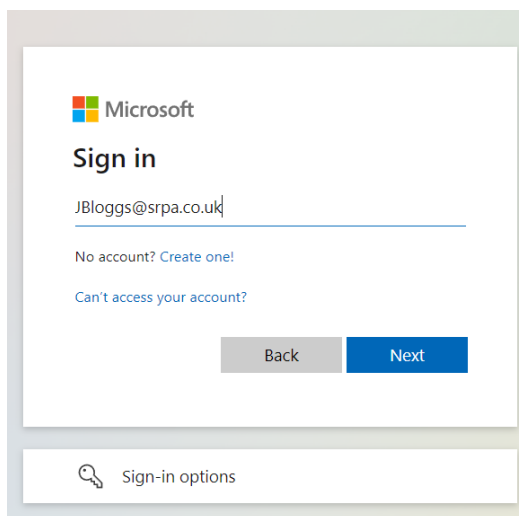 Microsoft
Sign in
JBloggs@srpa.co.uk
No account? Create one!
Can't access your account?
Back Next
Sign-in options